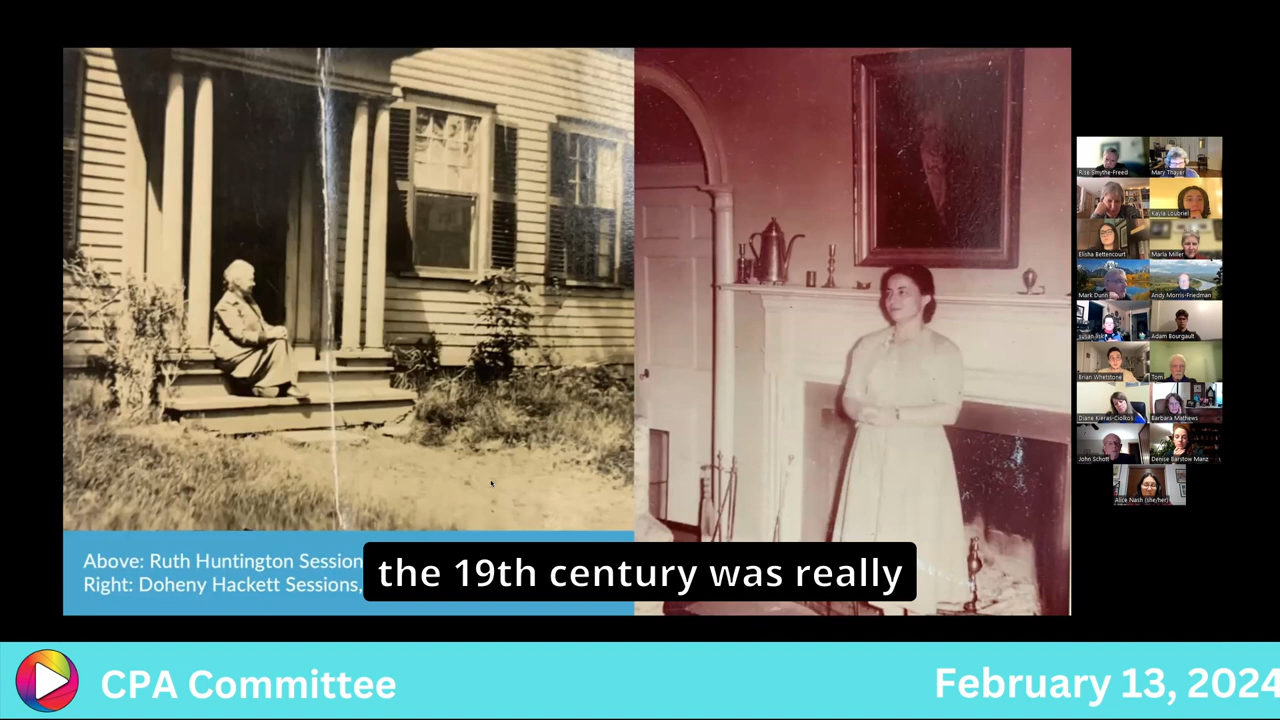 Rise Smythe-Freed
Mary Thayer
Kayla Loubriel
Elisha Bettencourt
Marla Miller
Mark Dunn
Andy Morris-Friedman
Adam Bourgault
Brian Whetstone
Tom
Diana Kieras-Ciolkos
Barbara Mathews
John Schott
Denise Barstow Manz
Alice Nash (she/her)
Above: Ruth Huntington Session
Right: Doheny Hackett Sessions,
the 19th century was really
CPA Committee
February 13, 2024